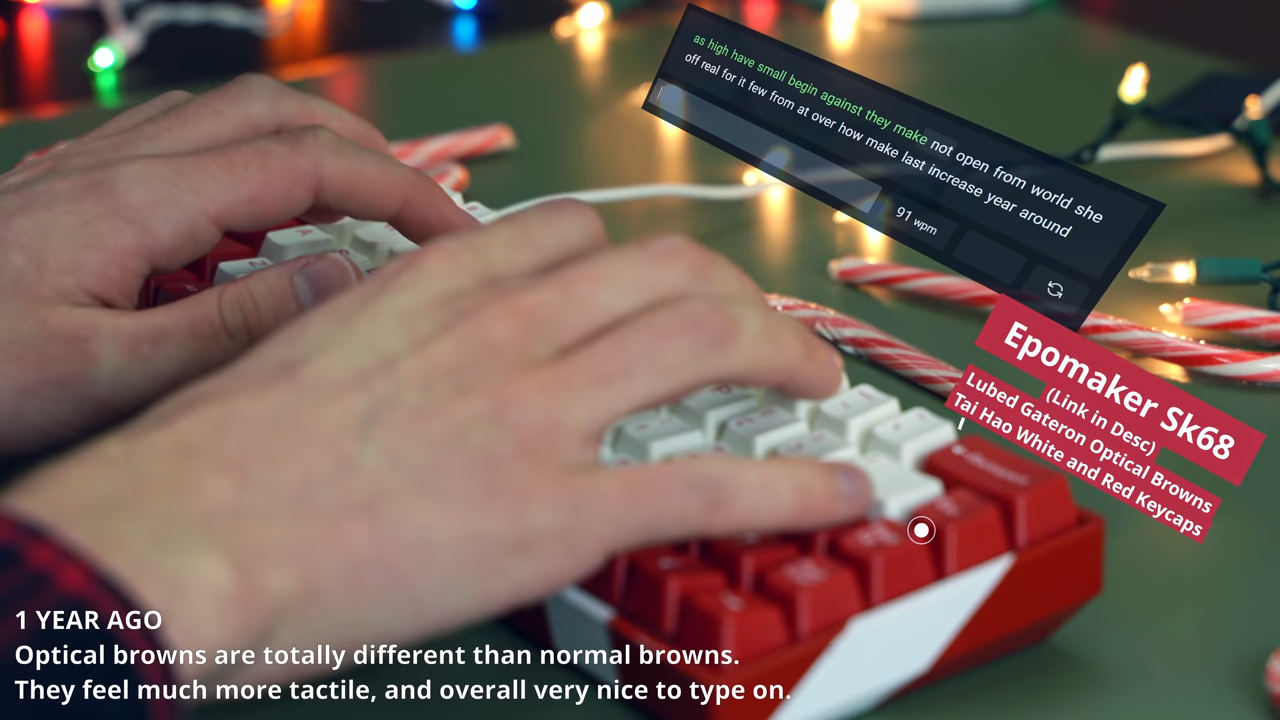 as high have small begin against they make not open from world she
off real for it few from at over how make last increase year around
91 wpm
Epomaker Sk68
(Link in Desc)
Lubed Gateron Optical Browns
Tai Hao White and Red Keycaps
1 YEAR AGO
Optical browns are totally different than normal browns.
They feel much more tactile, and overall very nice to type on.